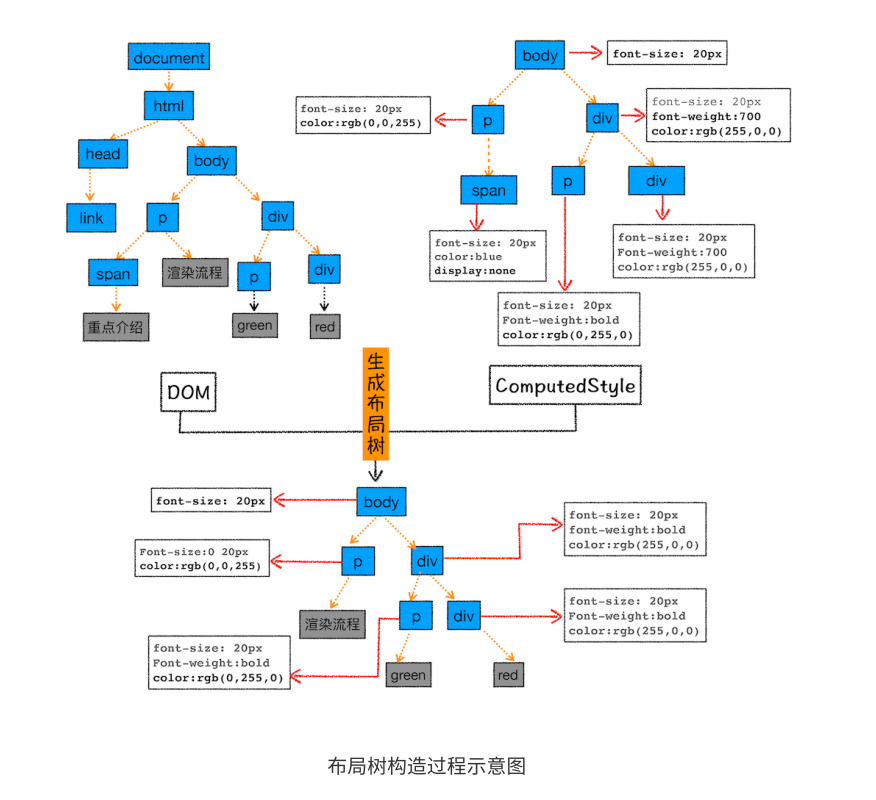 document
html
head
body
link
p
div
span
渲染流程
p
div
重点介绍
green
red
body
font-size: 20px
font-size: 20px
color:rgb(0,0,255)
p
div
font-size: 20px
font-weight:700
color:rgb(255,0,0)
span
p
div
font-size: 20px
color:blue
display:none
font-size: 20px
Font-weight:700
color:rgb(255,0,0)
font-size: 20px
Font-weight:bold
color:rgb(0,255,0)
DOM
生成布局树
ComputedStyle
font-size: 20px
body
Font-size:0 20px
color:rgb(0,0,255)
p
div
font-size: 20px
font-weight:bold
color:rgb(255,0,0)
渲染流程
p
div
font-size: 20px
Font-weight:bold
color:rgb(255,0,0)
font-size: 20px
Font-weight:bold
color:rgb(0,255,0)
green
red
布局树构造过程示意图